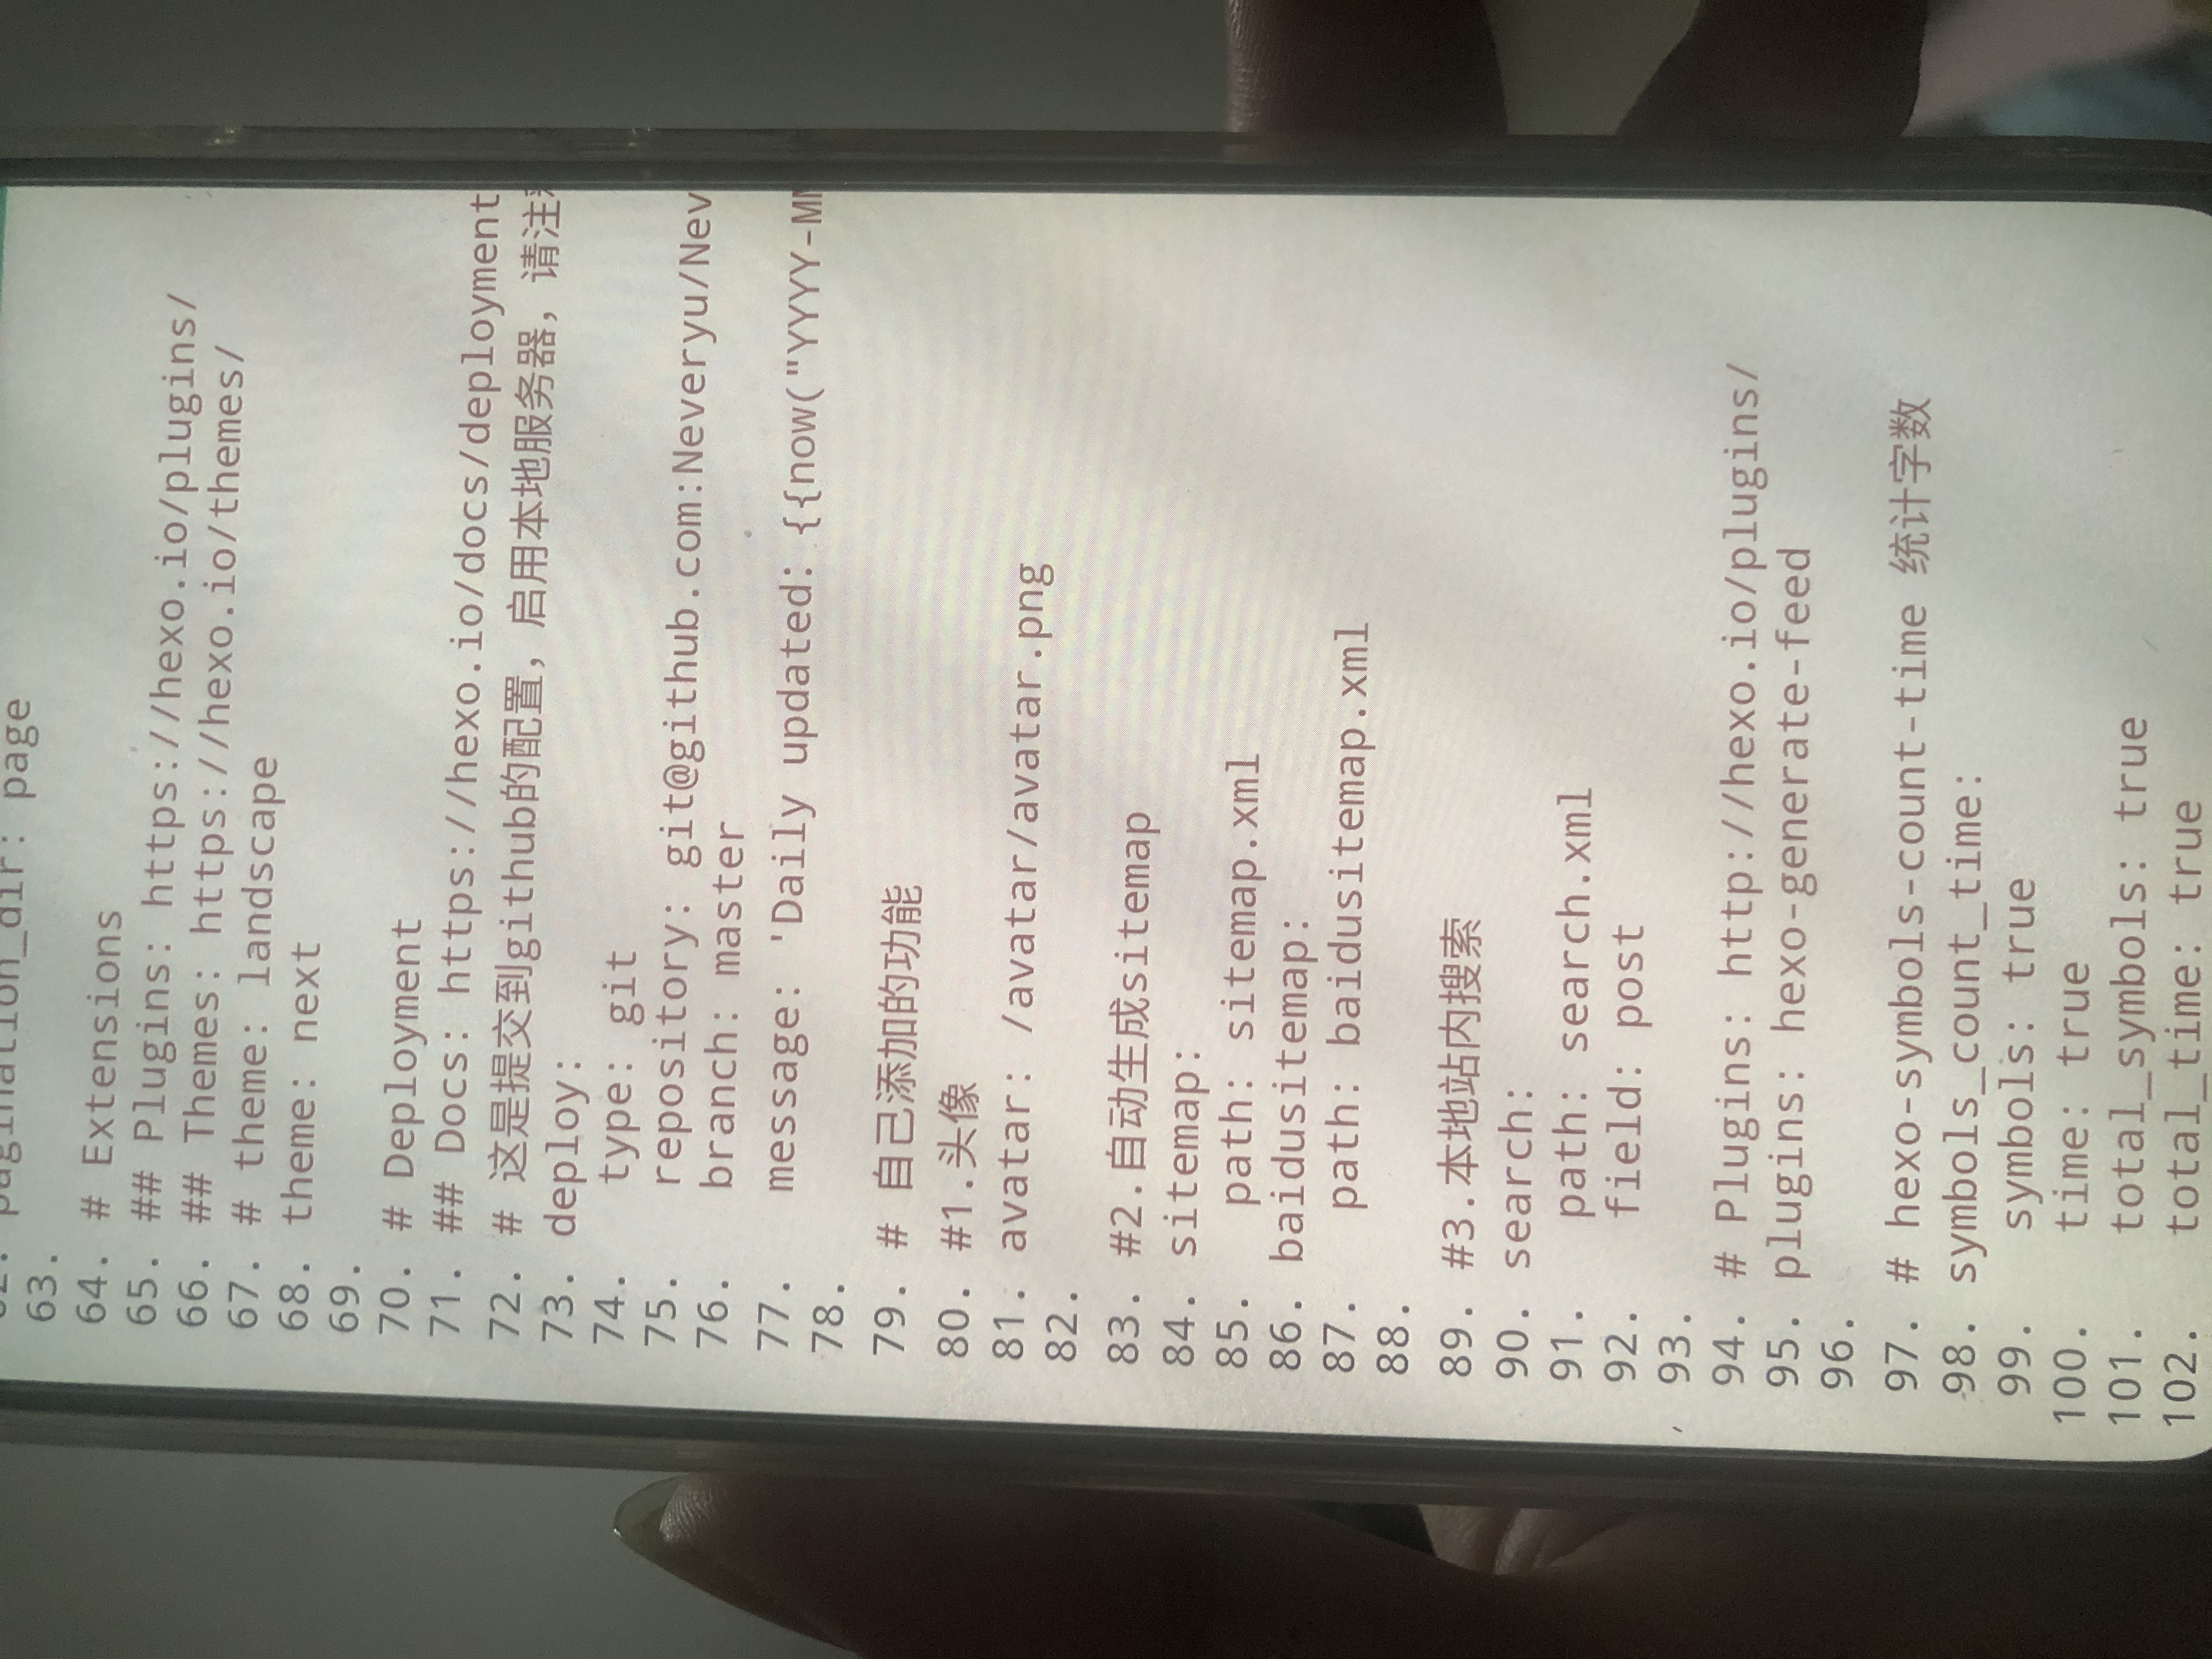 62. pagination_dir: page
63.
64. # Extensions
65. ## Plugins: https://hexo.io/plugins/
66. ## Themes: https://hexo.io/themes/
67. # theme: landscape
68. theme: next
69.
70. # Deployment
71. ## Docs: https://hexo.io/docs/deployment
72. # 这是提交到github的配置，启用本地服务器，请注
73. deploy:
74.   type: git
75.   repository: git@github.com:Neveryu/Nev
76.   branch: master
77.   message: 'Daily updated: {{now("YYYY-M
78.
79. # 自己添加的功能
80. #1.头像
81. avatar: /avatar/avatar.png
82.
83. #2.自动生成sitemap
84. sitemap:
85.   path: sitemap.xml
86. baidusitemap:
87.   path: baidusitemap.xml
88.
89. #3.本地站内搜索
90. search:
91.   path: search.xml
92.   field: post
93.
94. # Plugins: http://hexo.io/plugins/
95. plugins: hexo-generate-feed
96.
97. # hexo-symbols-count-time 统计字数
98. symbols_count_time:
99.   symbols: true
100.   time: true
101.   total_symbols: true
102.   total_time: true